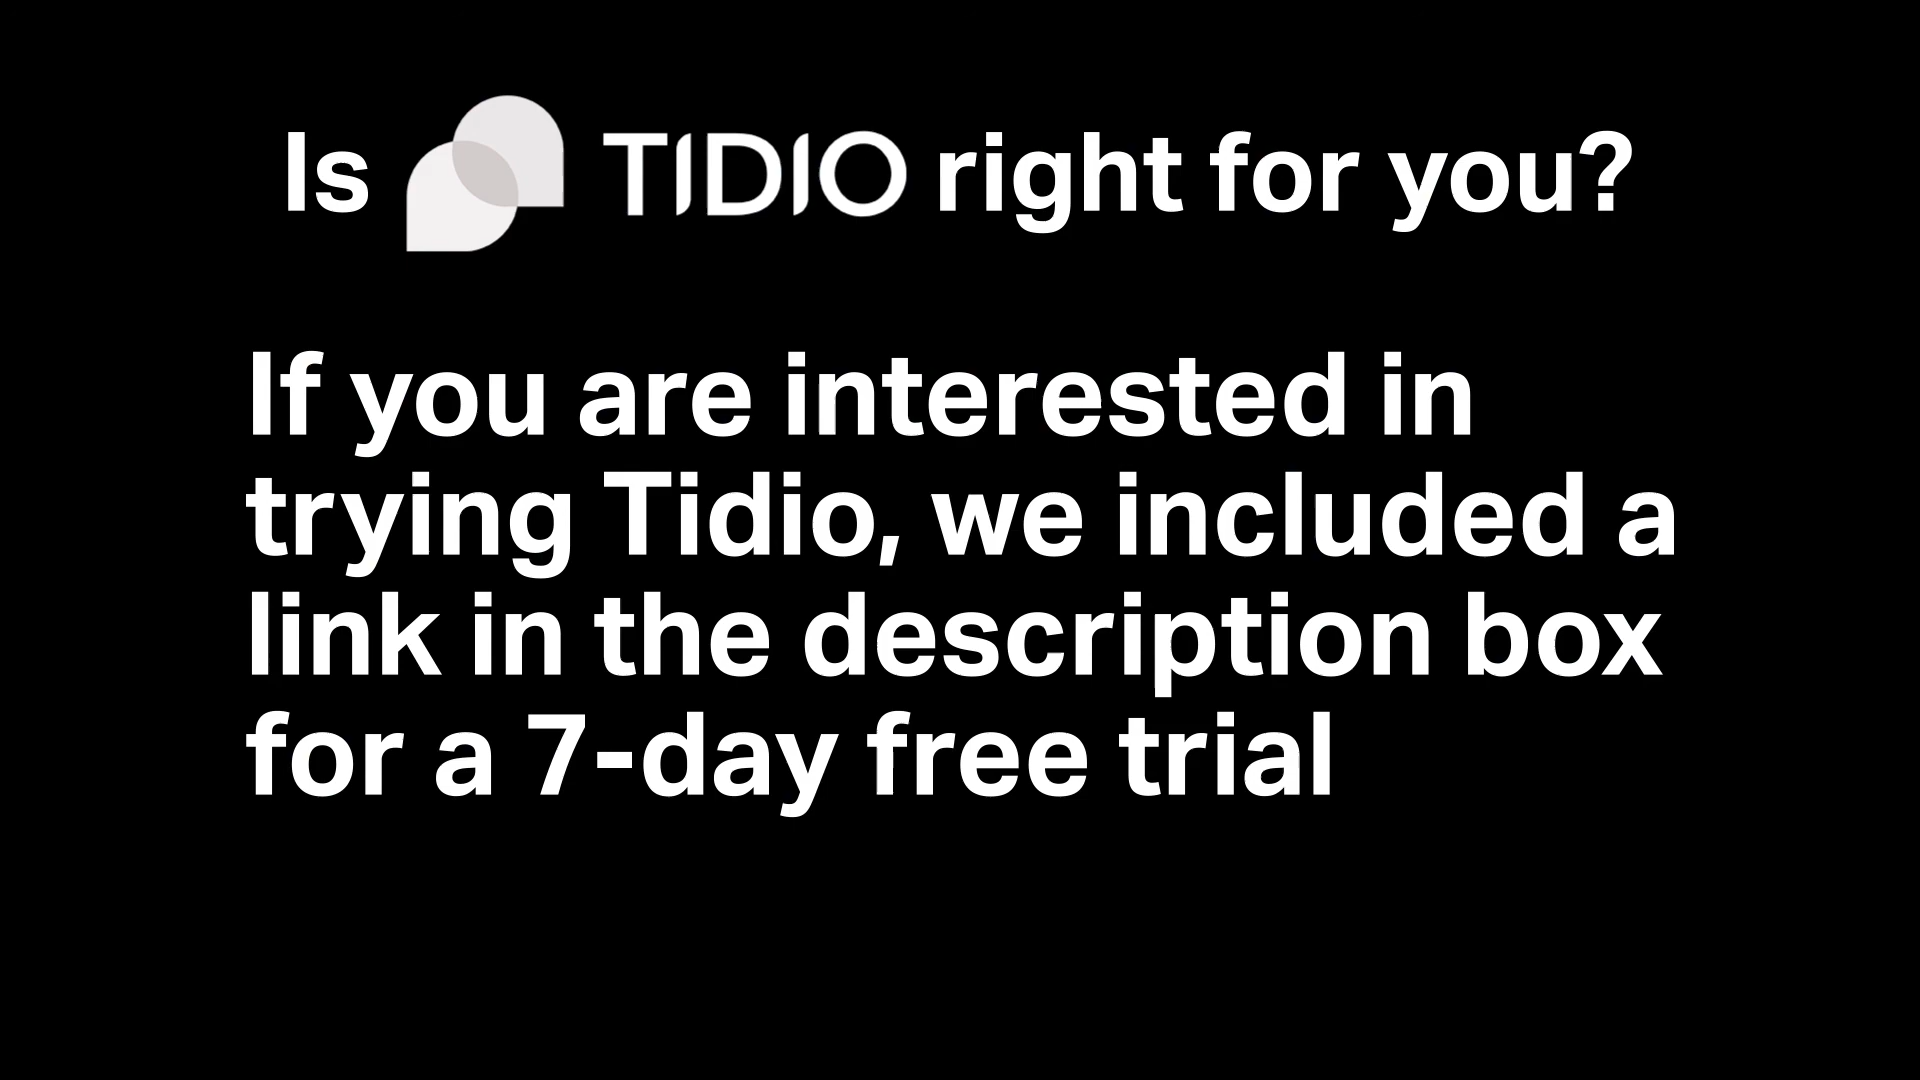 Is TIDIO right for you?
If you are interested in
trying Tidio, we included a
link in the description box
for a 7-day free trial